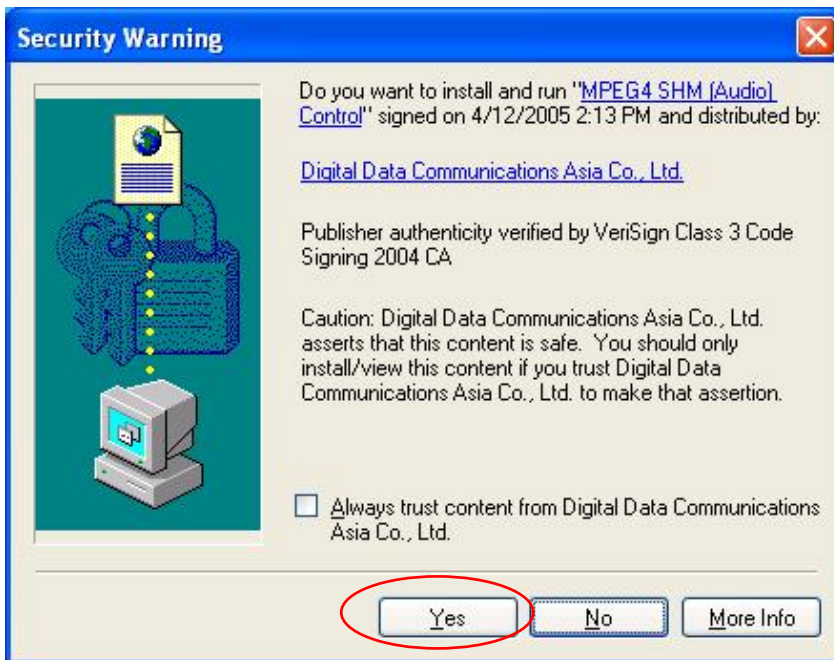 Security Warning
Do you want to install and run "MPEG4 SHM (Audio)
Control" signed on 4/12/2005 2:13 PM and distributed by:
Digital Data Communications Asia Co., Ltd.
Publisher authenticity verified by VeriSign Class 3 Code
Signing 2004 CA
Caution: Digital Data Communications Asia Co., Ltd.
asserts that this content is safe.  You should only
install/view this content if you trust Digital Data
Communications Asia Co., Ltd. to make that assertion.
Always trust content from Digital Data Communications
Asia Co., Ltd.
Yes
No
More Info